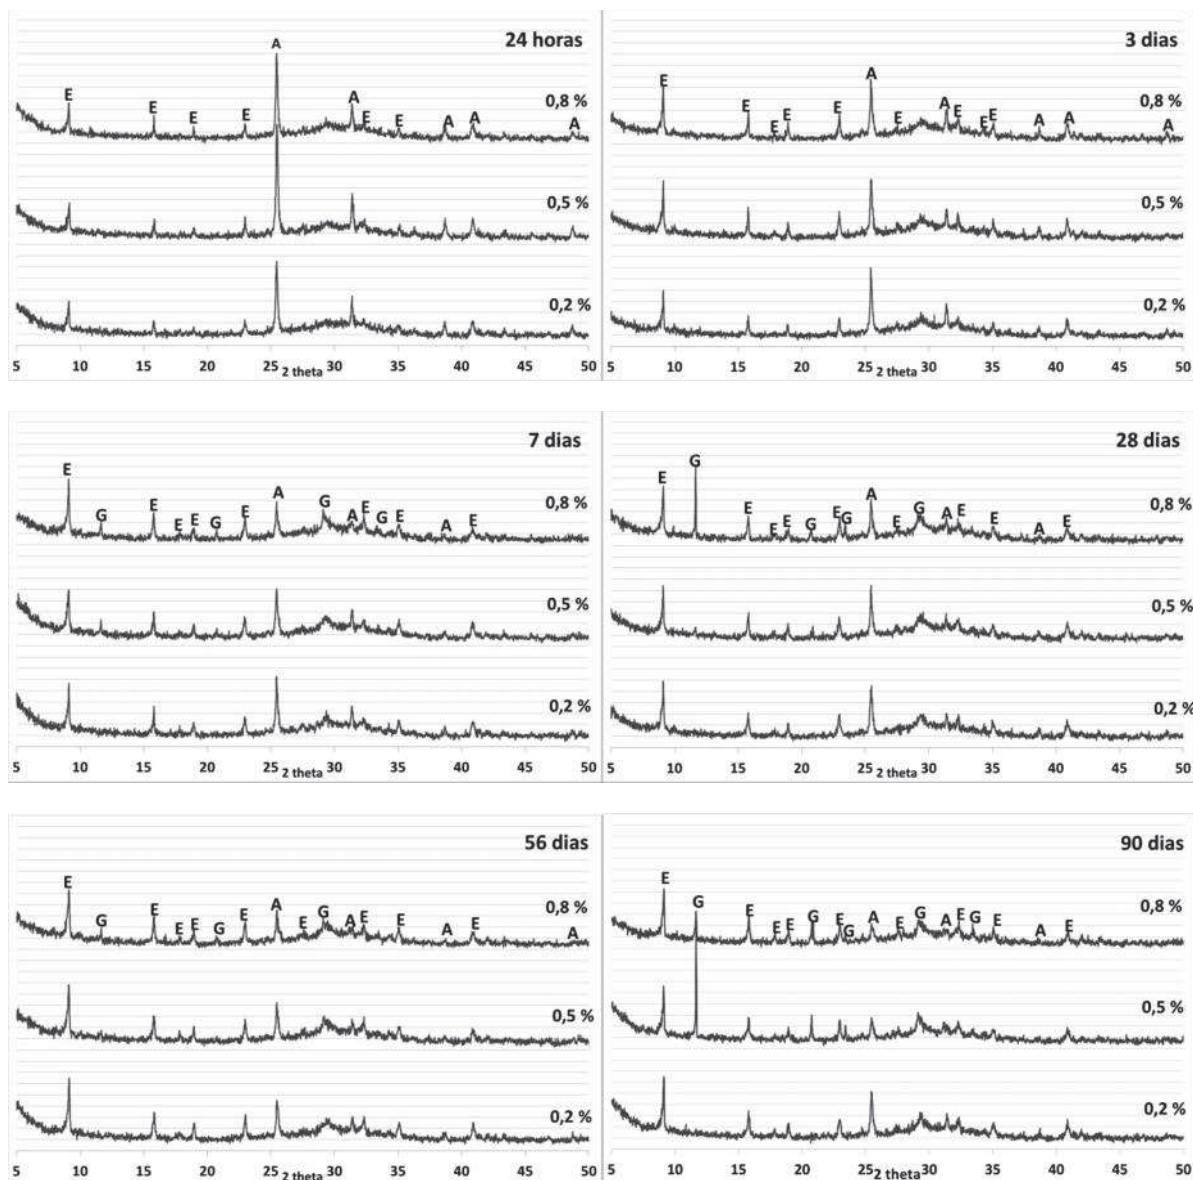 24 horas
A
E E E E A E E A A A 0,8 %
0,5 %
0,2 %
5 10 15 20 25 30 35 40 45 50
2 theta
3 dias
A
E E E E E E A E E E A A A 0,8 %
0,5 %
0,2 %
5 10 15 20 25 30 35 40 45 50
2 theta
7 dias
E G E E E G E A G A E G E A E 0,8 %
0,5 %
0,2 %
5 10 15 20 25 30 35 40 45 50
2 theta
28 dias
E G E E E G E G A E G A E E A E 0,8 %
0,5 %
0,2 %
5 10 15 20 25 30 35 40 45 50
2 theta
56 dias
E G E E E G E A E G A E E A E A 0,8 %
0,5 %
0,2 %
5 10 15 20 25 30 35 40 45 50
2 theta
90 dias
E G E E E G E G A E G A E G E A E 0,8 %
0,5 %
0,2 %
5 10 15 20 25 30 35 40 45 50
2 theta